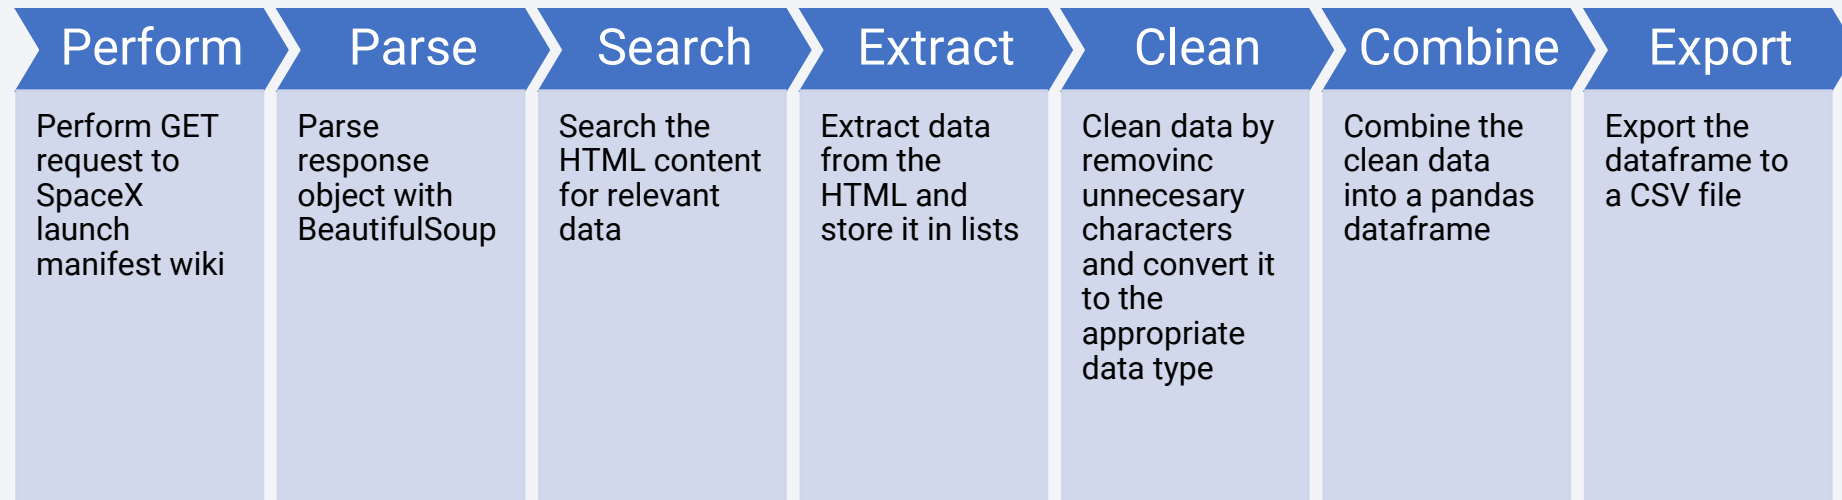 Perform
Parse
Search
Extract
Clean
Combine
Export
Perform GET
request to
SpaceX
launch
manifest wiki
Parse
response
object with
BeautifulSoup
Search the
HTML content
for relevant
data
Extract data
from the
HTML and
store it in lists
Clean data by
removinc
unnecesary
characters
and convert it
to the
appropriate
data type
Combine the
clean data
into a pandas
dataframe
Export the
dataframe to
a CSV file